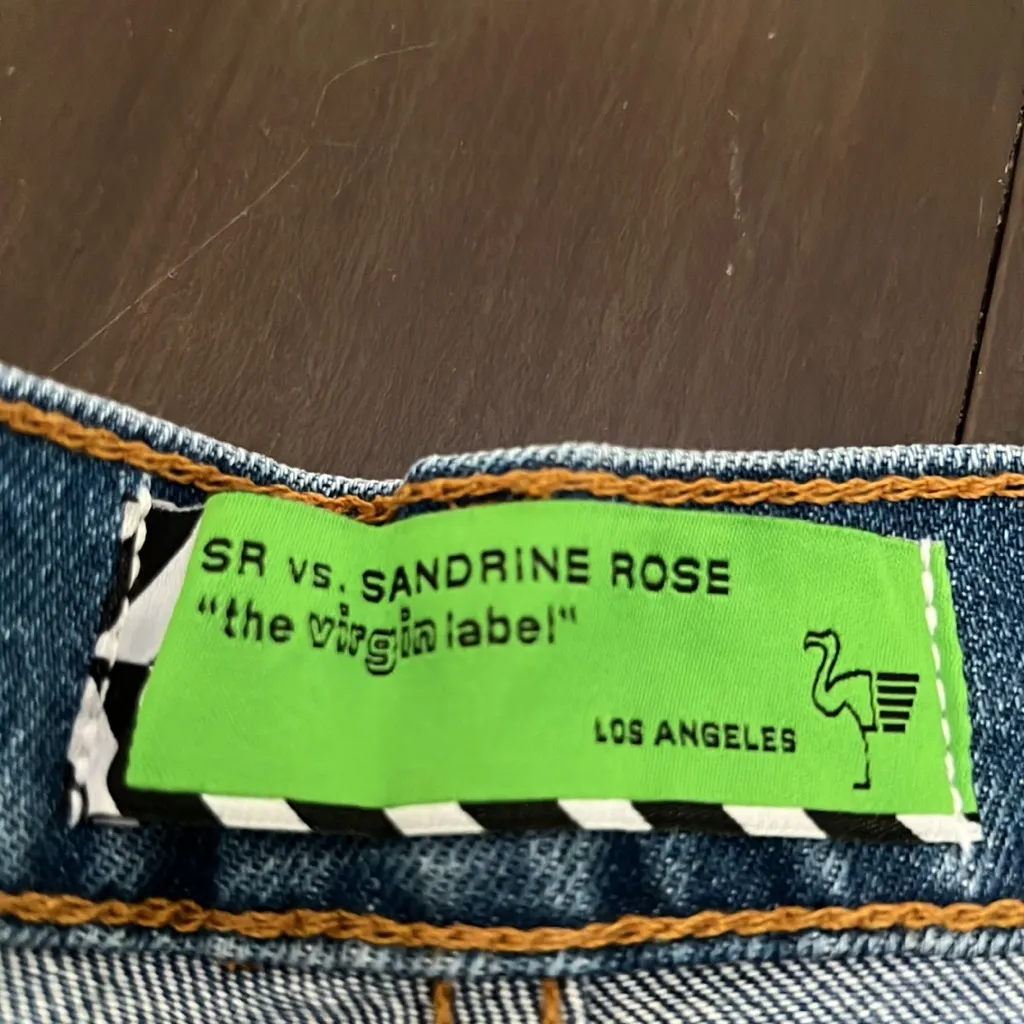 SR vs. SANDRINE ROSE
"the virgin label"
LOS ANGELES